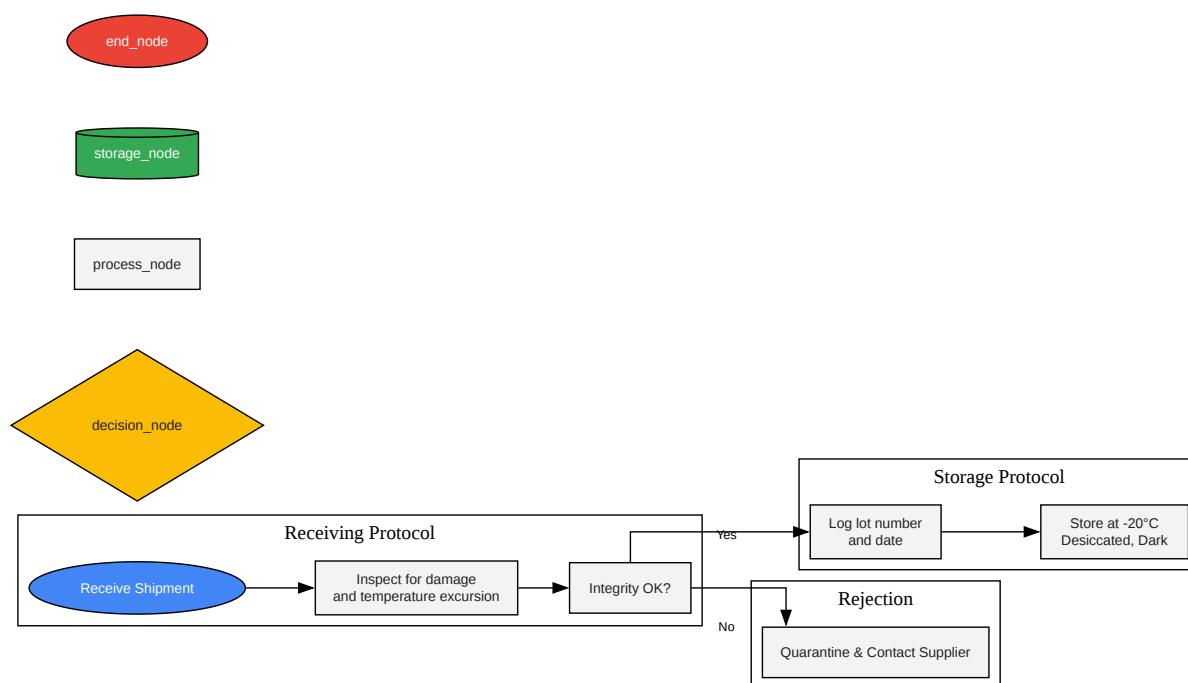 end_node
storage_node
process_node
decision_node
Storage Protocol
Log lot number
and date
Store at -20°C
Desiccated, Dark
Receiving Protocol
Receive Shipment
Inspect for damage
and temperature excursion
Integrity OK?
Yes
No
Rejection
Quarantine & Contact Supplier